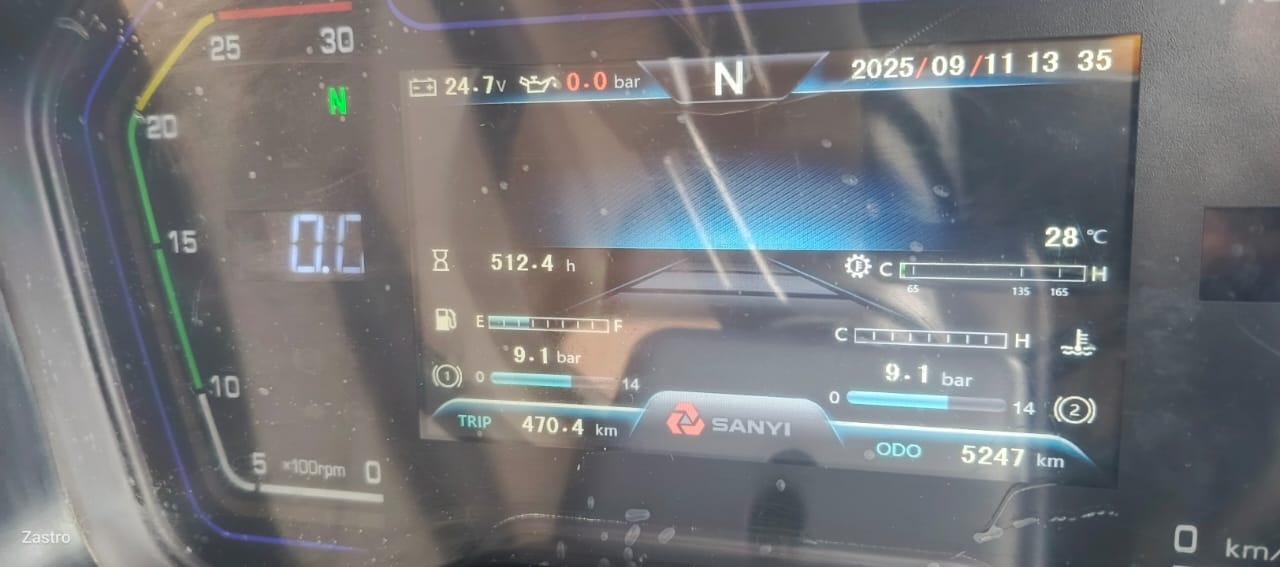 25 30
24.7V 0.0 bar N 2025/09/11 13 35
N
20
15
28 °C
512.4 h
C H
65 135 165
E F
C H
9.1 bar
9.1 bar
1 0 14
0 14 2
10
TRIP 470.4 km
SANYI
ODO 5247 km
5 ×100rpm 0
Zastro
0 km/